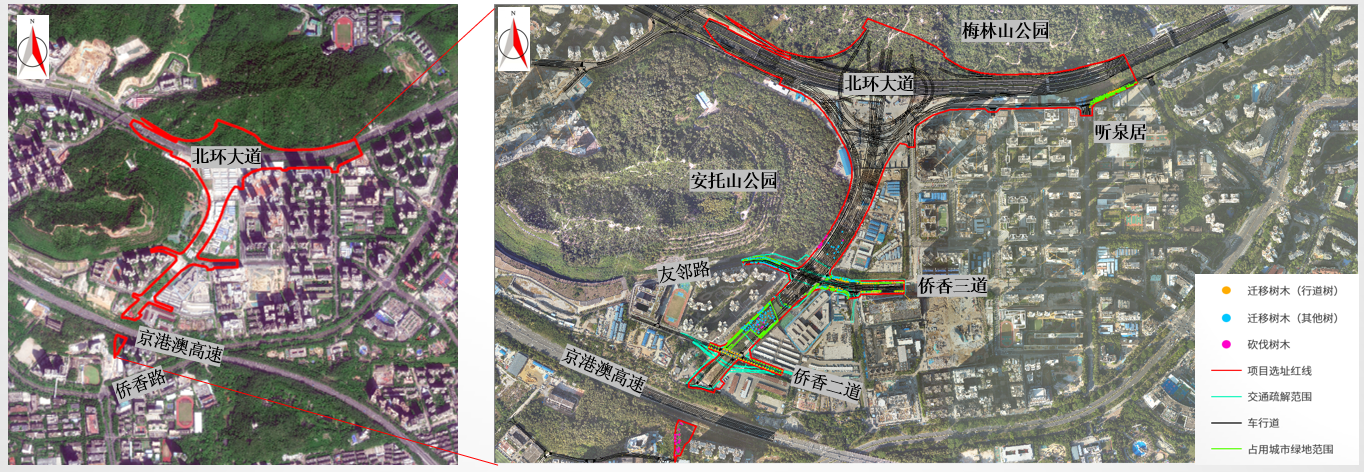 N
北环大道
京港澳高速
侨香路
N
梅林山公园
北环大道
听泉居
安托山公园
友邻路
侨香三道
京港澳高速
侨香二道
迁移树木（行道树）
迁移树木（其他树）
砍伐树木
项目选址红线
交通疏解范围
车行道
占用城市绿地范围